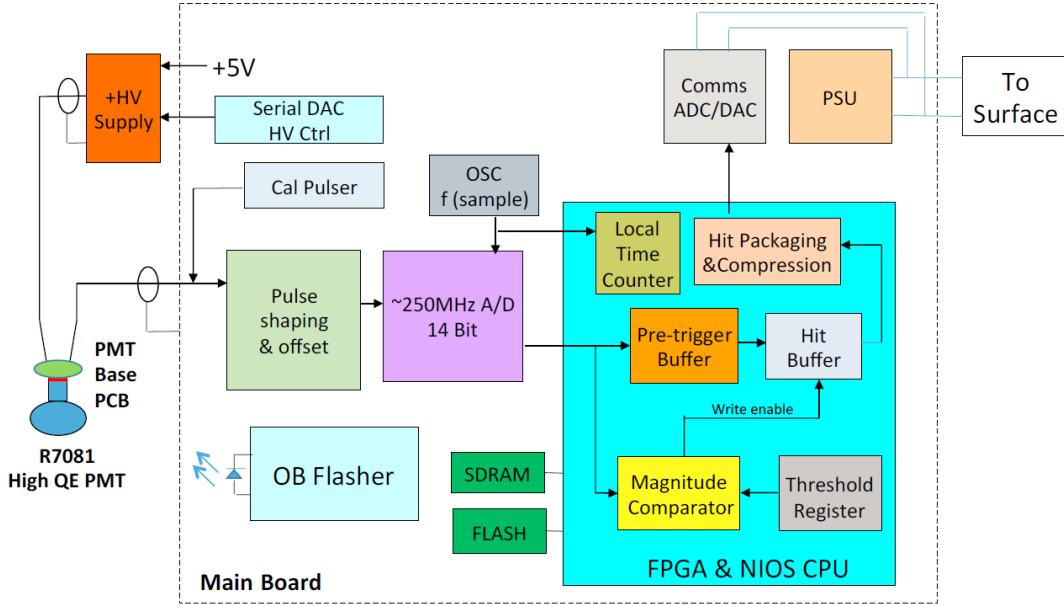 +5V
+HV
Supply
Serial DAC
HV Ctrl
Comms
ADC/DAC
PSU
To
Surface
Cal Pulser
OSC
f (sample)
Local
Time
Counter
Hit Packaging
&Compression
Pulse
shaping
& offset
~250MHz A/D
14 Bit
Pre-trigger
Buffer
Hit
Buffer
PMT
Base
PCB
R7081
High QE PMT
Write enable
OB Flasher
SDRAM
FLASH
Magnitude
Comparator
Threshold
Register
Main Board
FPGA & NIOS CPU